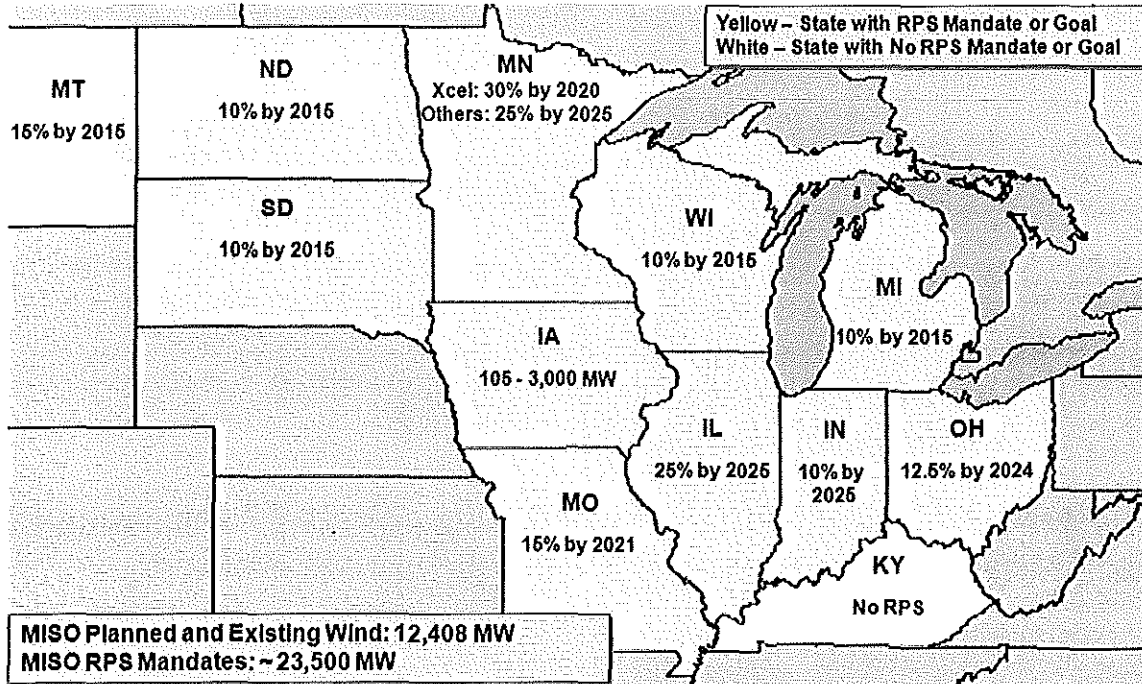 Yellow – State with RPS Mandate or Goal
White – State with No RPS Mandate or Goal
MT
15% by 2015
ND
10% by 2015
MN
Xcel: 30% by 2020
Others: 25% by 2025
SD
10% by 2015
WI
10% by 2015
MI
10% by 2015
IA
105 - 3,000 MW
IL
25% by 2025
IN
10% by
2025
OH
12.5% by 2024
MO
15% by 2021
KY
No RPS
MISO Planned and Existing Wind: 12,408 MW
MISO RPS Mandates: ~ 23,500 MW